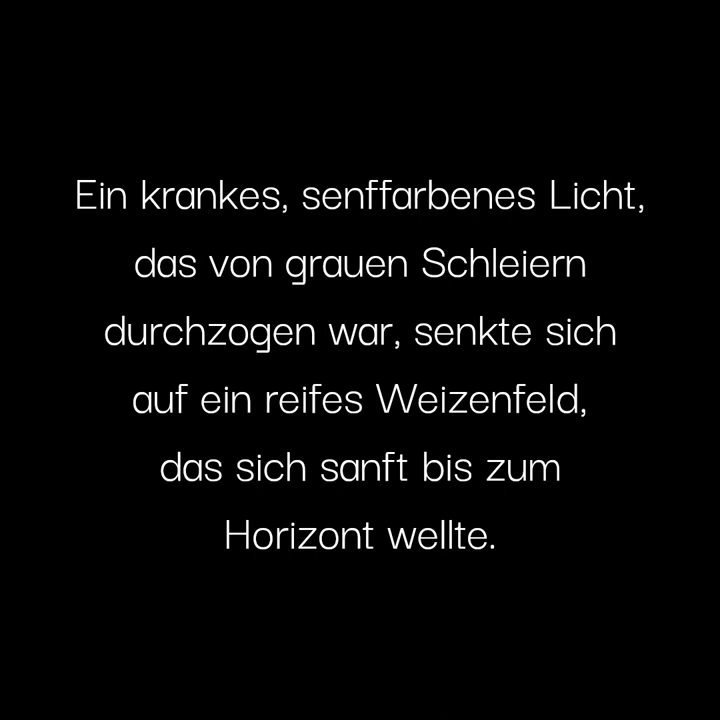 Ein krankes, senffarbenes Licht,
das von grauen Schleiern
durchzogen war, senkte sich
auf ein reifes Weizenfeld,
das sich sanft bis zum
Horizont wellte.